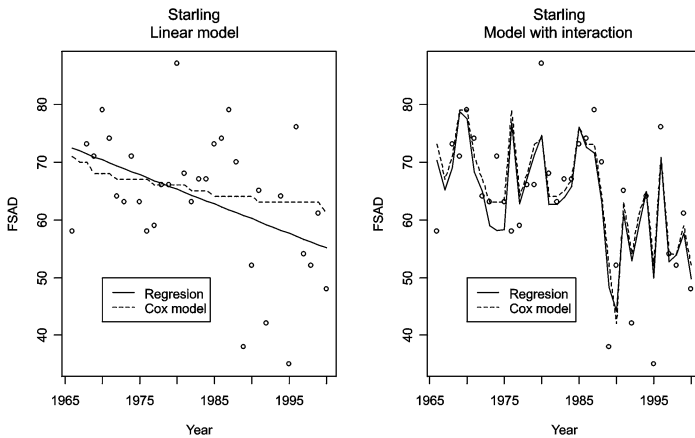 Starling
Linear model
FSAD
80
70
60
50
40
Regresion
Cox model
1965
1975
1985
1995
Year
Starling
Model with interaction
FSAD
80
70
60
50
40
Regresion
Cox model
1965
1975
1985
1995
Year